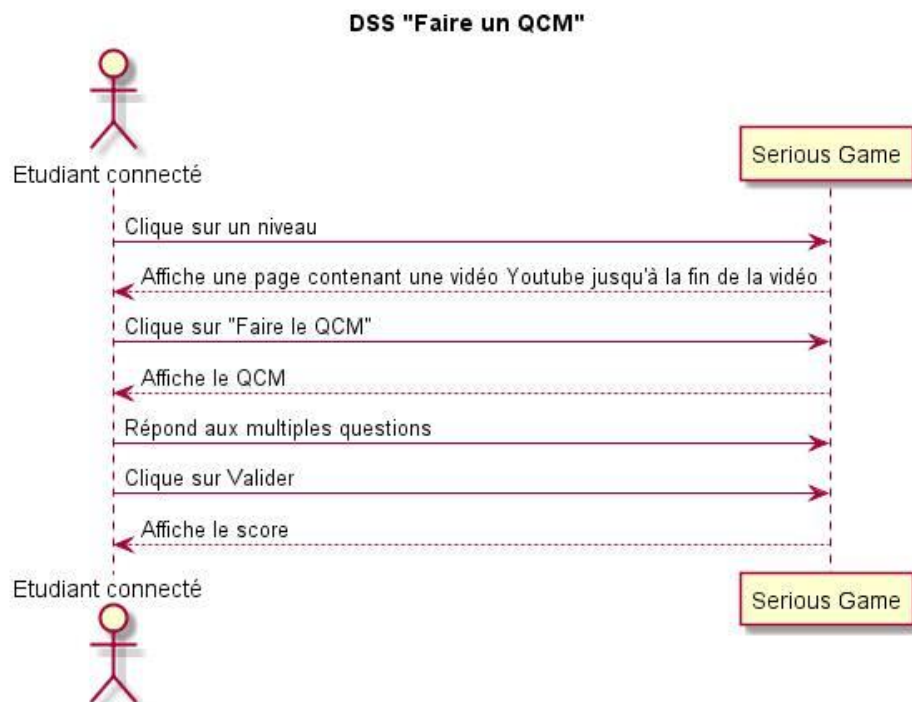 DSS "Faire un QCM"
Etudiant connecté
Serious Game
Clique sur un niveau
Affiche une page contenant une vidéo Youtube jusqu'à la fin de la vidéo
Clique sur "Faire le QCM"
Affiche le QCM
Répond aux multiples questions
Clique sur Valider
Affiche le score
Etudiant connecté
Serious Game